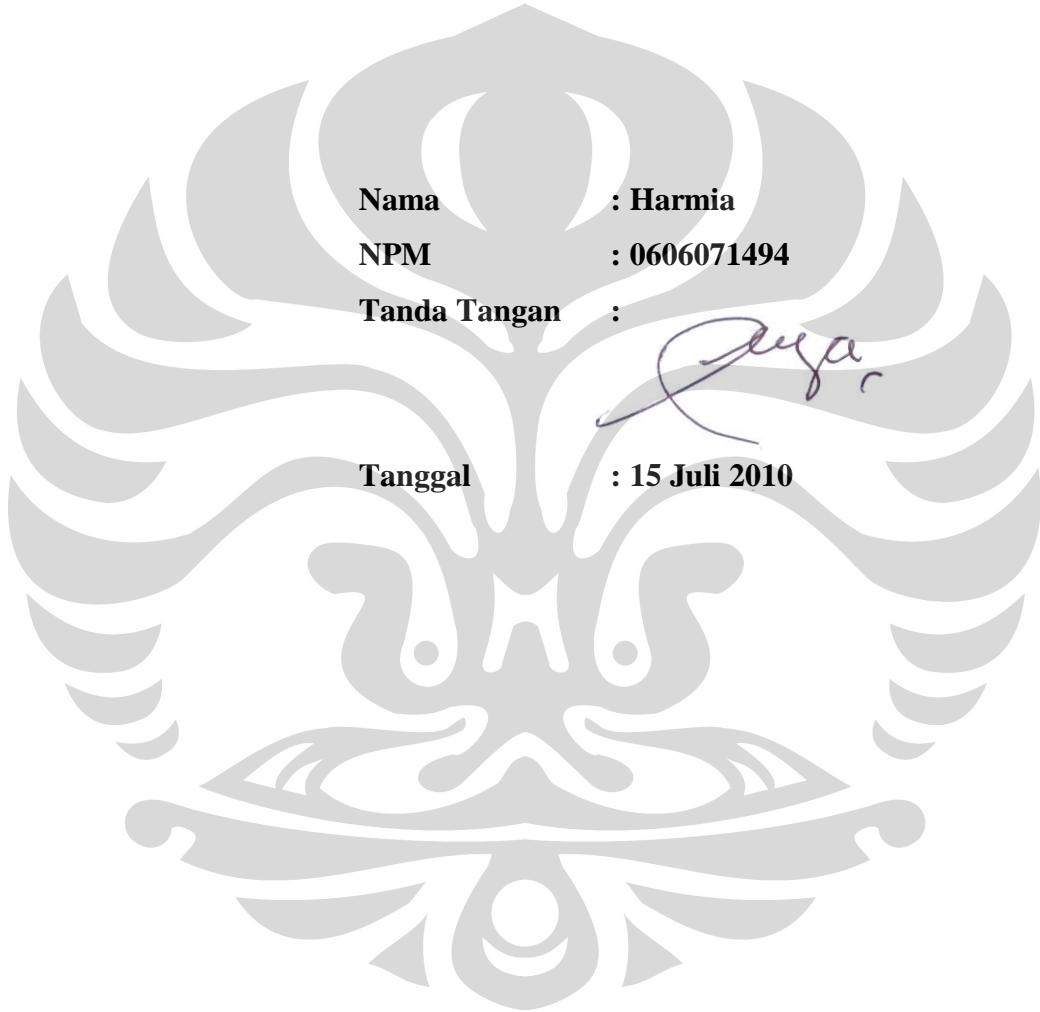 Nama : Harmia
NPM : 0606071494
Tanda Tangan :
Tanggal : 15 Juli 2010